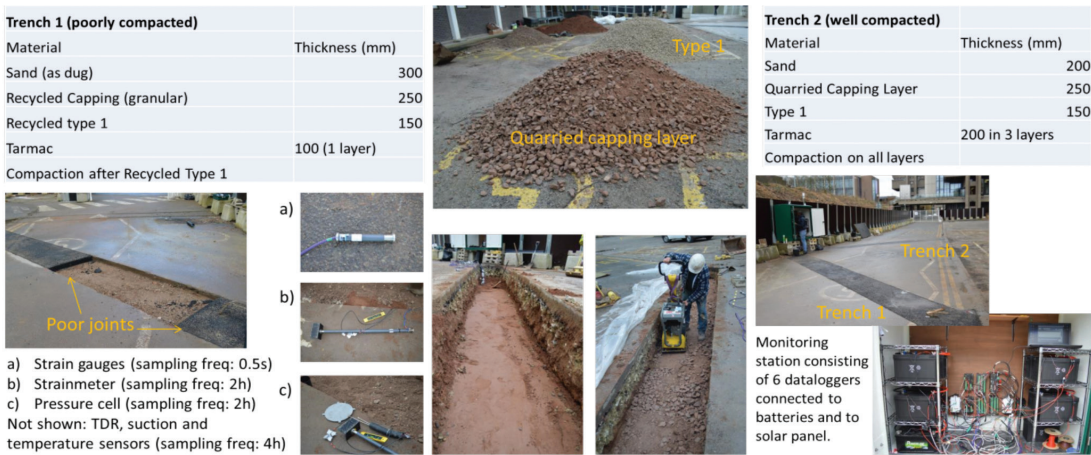 Trench 1 (poorly compacted)
Material Thickness (mm)
Sand (as dug) 300
Recycled Capping (granular) 250
Recycled type 1 150
Tarmac 100 (1 layer)
Compaction after Recycled Type 1
Type 1
Quarried capping layer
Trench 2 (well compacted)
Material Thickness (mm)
Sand 200
Quarried Capping Layer 250
Type 1 150
Tarmac 200 in 3 layers
Compaction on all layers
Poor joints
a)
b)
c)
a) Strain gauges (sampling freq: 0.5s)
b) Strainmeter (sampling freq: 2h)
c) Pressure cell (sampling freq: 2h)
Not shown: TDR, suction and
temperature sensors (sampling freq: 4h)
Trench 2
Trench 1
Monitoring
station consisting
of 6 dataloggers
connected to
batteries and to
solar panel.